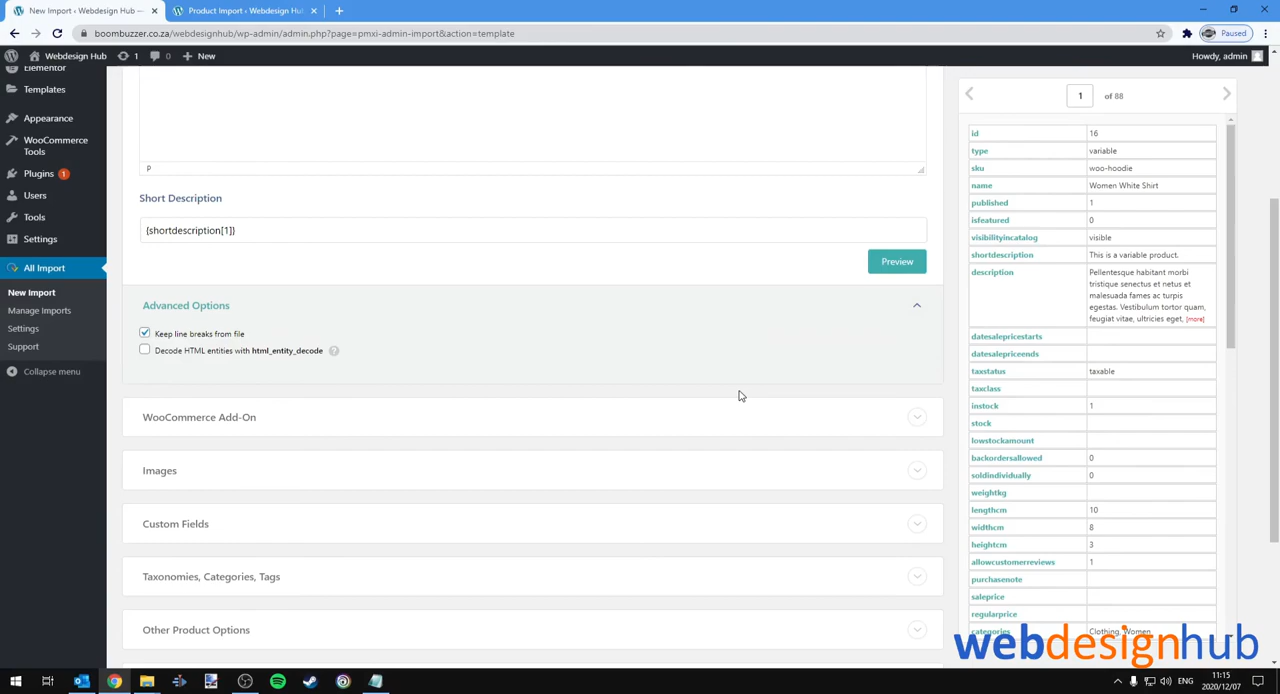 New Import ‹ Webdesign Hub —
Product Import ‹ Webdesign Hub
boombuzzer.co.za/webdesignhub/wp-admin/admin.php?page=pmxi-admin-import&action=template
Paused
Webdesign Hub
1
0
New
Howdy, admin
Elementor
Templates
Appearance
WooCommerce
Tools
Plugins 1
Users
Tools
Settings
All Import
New Import
Manage Imports
Settings
Support
Collapse menu
P
Short Description
{shortdescription[1]}
Preview
Advanced Options
Keep line breaks from file
Decode HTML entities with html_entity_decode ?
WooCommerce Add-On
Images
Custom Fields
Taxonomies, Categories, Tags
Other Product Options
1 of 88
id 16
type variable
sku woo-hoodie
name Women White Shirt
published 1
isfeatured 0
visibilityincatalog visible
shortdescription This is a variable product.
description Pellentesque habitant morbi
tristique senectus et netus et
malesuada fames ac turpis
egestas. Vestibulum tortor quam,
feugiat vitae, ultricies eget, [more]
datesalepricestarts
datesalepriceends
taxstatus taxable
taxclass
instock 1
stock
lowstockamount
backordersallowed 0
soldindividually 0
weightkg
lengthcm 10
widthcm 8
heightcm 3
allowcustomerreviews 1
purchasenote
saleprice
regularprice
categories Clothing, Women
webdesignhub
ENG
11:15
2020/12/07